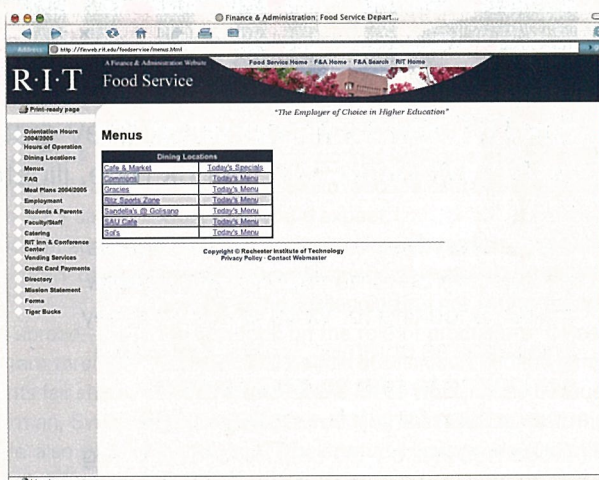 Finance & Administration: Food Service Depart...
Address http://finweb.rit.edu/foodservice/menus.html
A Finance & Administration Website
Food Service Home · F&A Home · F&A Search · RIT Home
R·I·T Food Service
Print-ready page
"The Employer of Choice in Higher Education"
Orientation Hours
2004/2005
Hours of Operation
Dining Locations
Menus
FAQ
Meal Plans 2004/2005
Employment
Students & Parents
Faculty/Staff
Catering
RIT Inn & Conference
Center
Vending Services
Credit Card Payments
Directory
Mission Statement
Forms
Tiger Bucks
Menus
Dining Locations
Cafe & Market Today's Specials
Commons Today's Menu
Gracies Today's Menu
Ritz Sports Zone Today's Menu
Sandella's @ Golisano Today's Menu
SAU Cafe Today's Menu
Sol's Today's Menu
Copyright © Rochester Institute of Technology
Privacy Policy · Contact Webmaster